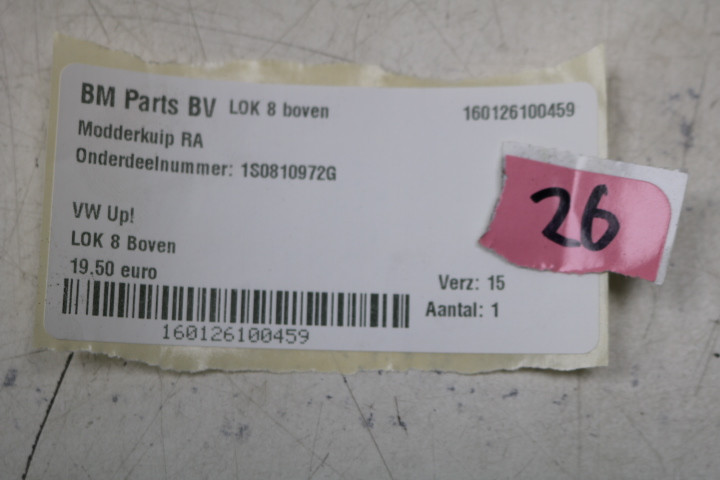 BM Parts BV LOK 8 boven 160126100459
Modderkuip RA
Onderdeelnummer: 1S0810972G
26
VW Up!
LOK 8 Boven
19.50 euro
Verz: 15
Aantal: 1
160126100459